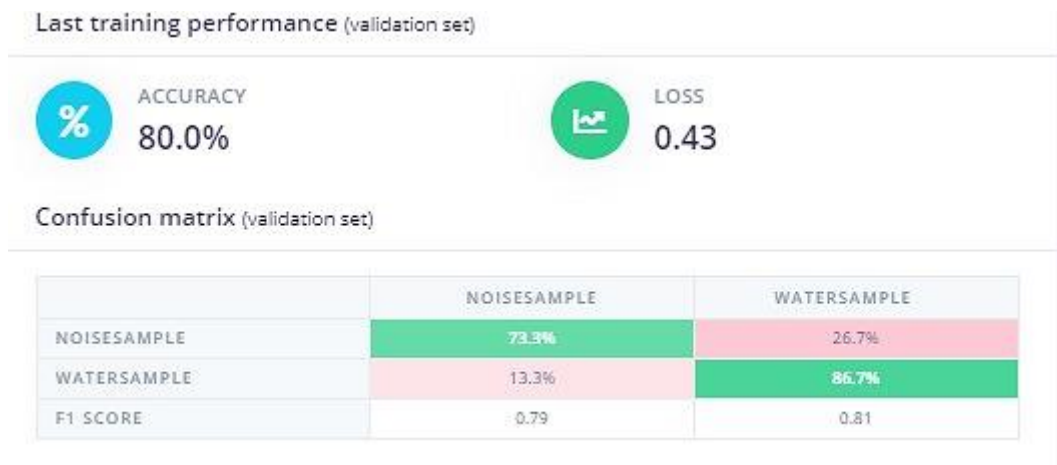 Last training performance (validation set)
% ACCURACY
80.0%
LOSS
0.43
Confusion matrix (validation set)
NOISESAMPLE WATERSAMPLE
NOISESAMPLE 73.3% 26.7%
WATERSAMPLE 13.3% 86.7%
F1 SCORE 0.79 0.81